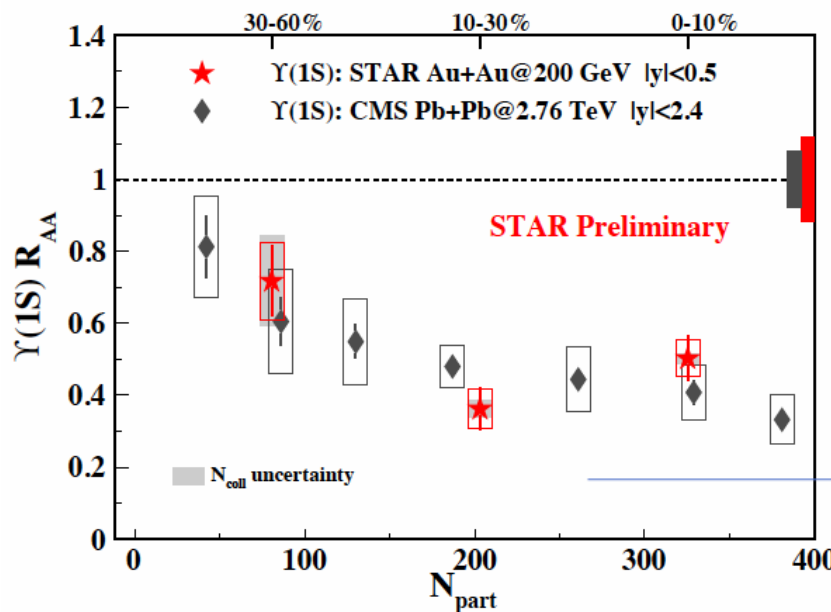 30-60% 10-30% 0-10%
1.4
ϒ(1S): STAR Au+Au@200 GeV |y|<0.5
1.2
ϒ(1S): CMS Pb+Pb@2.76 TeV |y|<2.4
1
STAR Preliminary
0.8
ϒ(1S) R_AA
0.6
0.4
0.2
N_coll uncertainty
0
0 100 200 300 400
N_part